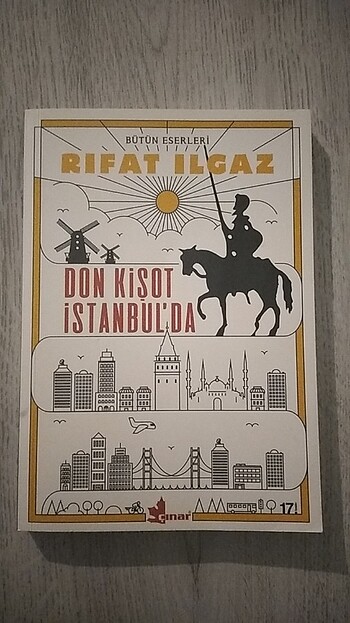 BÜTÜN ESERLERİ
RIFAT ILGAZ
DON KİŞOT
İSTANBUL'DA
çınar
17.